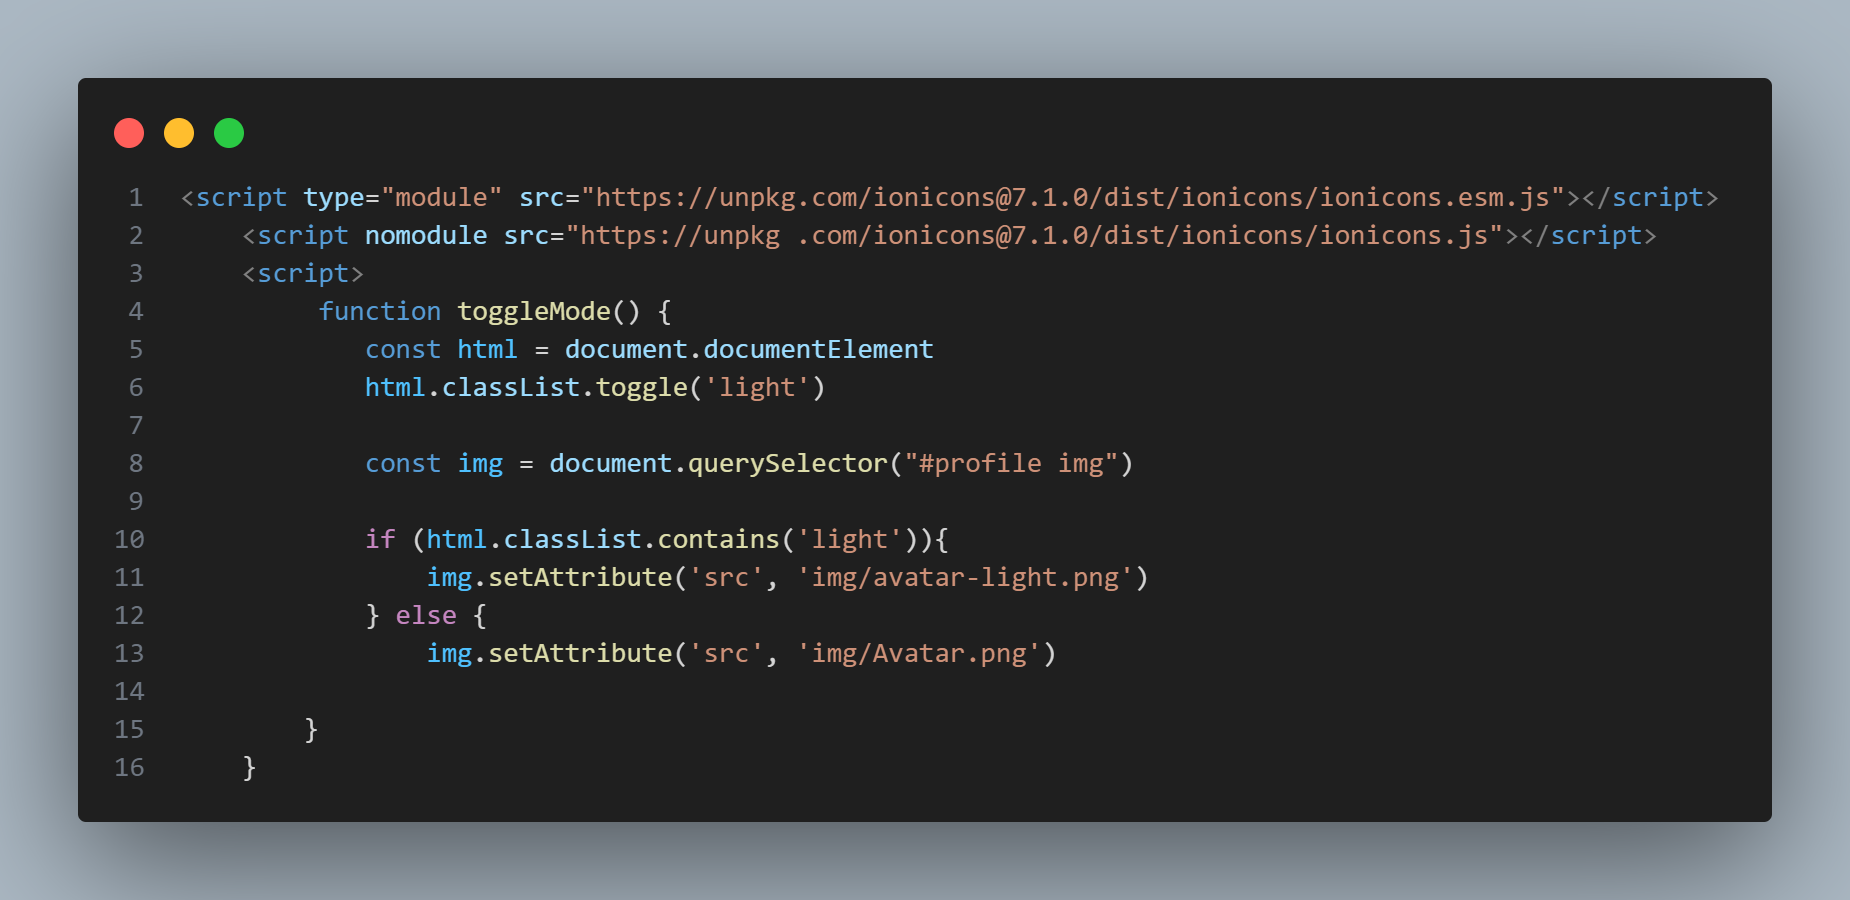 1 <script type="module" src="https://unpkg.com/ionicons@7.1.0/dist/ionicons/ionicons.esm.js"></script>
2     <script nomodule src="https://unpkg .com/ionicons@7.1.0/dist/ionicons/ionicons.js"></script>
3     <script>
4          function toggleMode() {
5             const html = document.documentElement
6             html.classList.toggle('light')
7
8             const img = document.querySelector("#profile img")
9
10            if (html.classList.contains('light')){
11                img.setAttribute('src', 'img/avatar-light.png')
12            } else {
13                img.setAttribute('src', 'img/Avatar.png')
14
15        }
16    }